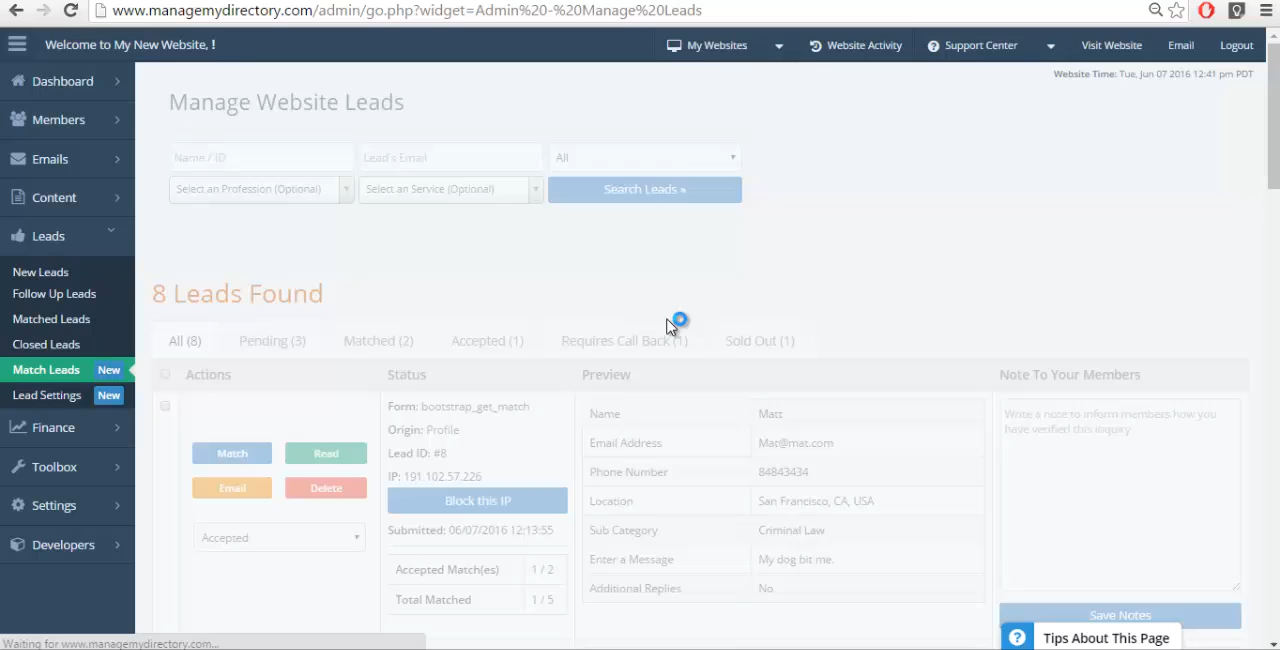 www.managemydirectory.com/admin/go.php?widget=Admin%20-%20Manage%20Leads
Welcome to My New Website, !
My Websites
Website Activity
Support Center
Visit Website
Email
Logout
Website Time: Tue, Jun 07 2016 12:41 pm PDT
Dashboard
Members
Emails
Content
Leads
New Leads
Follow Up Leads
Matched Leads
Closed Leads
Match Leads New
Lead Settings New
Finance
Toolbox
Settings
Developers
Manage Website Leads
Name / ID
Lead's Email
All
Select an Profession (Optional)
Select an Service (Optional)
Search Leads »
8 Leads Found
All (8)
Pending (3)
Matched (2)
Accepted (1)
Requires Call Back (1)
Sold Out (1)
Actions
Status
Preview
Note To Your Members
Match
Read
Email
Delete
Accepted
Form: bootstrap_get_match
Origin: Profile
Lead ID: #8
IP: 191.102.57.226
Block this IP
Submitted: 06/07/2016 12:13:55
Accepted Match(es) 1 / 2
Total Matched 1 / 5
Name Matt
Email Address Mat@mat.com
Phone Number 84843434
Location San Francisco, CA, USA
Sub Category Criminal Law
Enter a Message My dog bit me.
Additional Replies No
Write a note to inform members how you
have verified this inquiry
Save Notes
Tips About This Page
Waiting for www.managemydirectory.com...